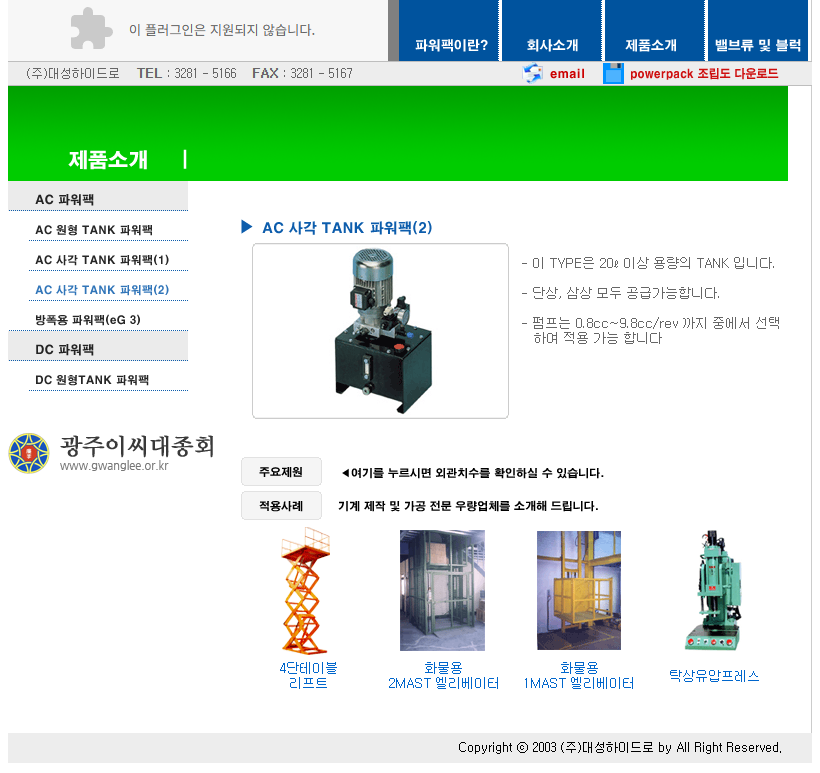 이 플러그인은 지원되지 않습니다.
파워팩이란?
회사소개
제품소개
밸브류 및 블럭
(주)대성하이드로 TEL : 3281 - 5166 FAX : 3281 - 5167
email
powerpack 조립도 다운로드
제품소개 |
AC 파워팩
AC 원형 TANK 파워팩
AC 사각 TANK 파워팩(1)
AC 사각 TANK 파워팩(2)
방폭용 파워팩(eG 3)
DC 파워팩
DC 원형TANK 파워팩
광주이씨대종회
www.gwanglee.or.kr
▶ AC 사각 TANK 파워팩(2)
- 이 TYPE은 20ℓ 이상 용량의 TANK 입니다.
- 단상, 삼상 모두 공급가능합니다.
- 펌프는 0.8cc~9.8cc/rev 까지 중에서 선택
하여 적용 가능 합니다
주요제원 ◀여기를 누르시면 외관치수를 확인하실 수 있습니다.
적용사례 기계 제작 및 가공 전문 우량업체를 소개해 드립니다.
4단테이블
리프트
화물용
2MAST 엘리베이터
화물용
1MAST 엘리베이터
탁상유압프레스
Copyright ⓒ 2003 (주)대성하이드로 by All Right Reserved.